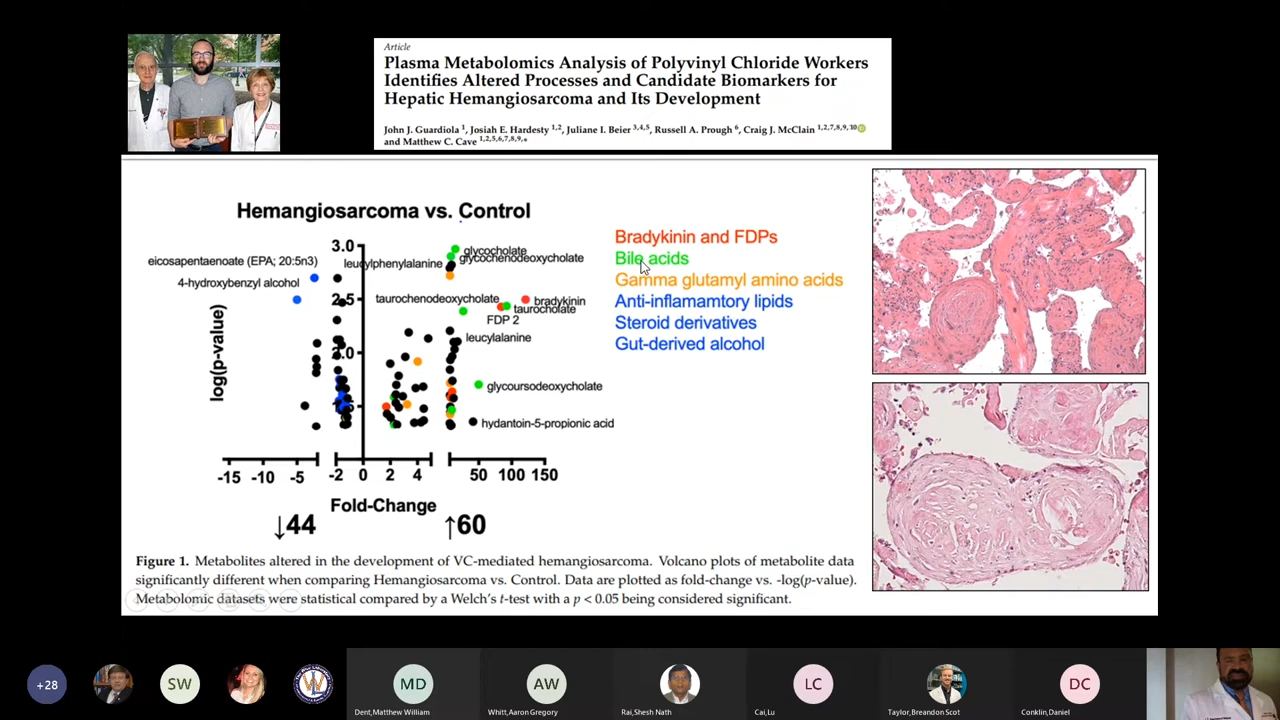 Article
Plasma Metabolomics Analysis of Polyvinyl Chloride Workers
Identifies Altered Processes and Candidate Biomarkers for
Hepatic Hemangiosarcoma and Its Development
John J. Guardiola 1, Josiah E. Hardesty 1,2, Juliane I. Beier 3,4,5, Russell A. Prough 6, Craig J. McClain 1,2,7,8,9,10
and Matthew C. Cave 1,2,5,6,7,8,9,*
Hemangiosarcoma vs. Control
Bradykinin and FDPs
Bile acids
Gamma glutamyl amino acids
Anti-inflamamtory lipids
Steroid derivatives
Gut-derived alcohol
log(p-value)
3.0
glycocholate
glycochenodeoxycholate
eicosapentaenoate (EPA; 20:5n3)
leucylphenylalanine
4-hydroxybenzyl alcohol
taurochenodeoxycholate
bradykinin
taurocholate
FDP 2
leucylalanine
glycoursodeoxycholate
hydantoin-5-propionic acid
-15 -10 -5 -2 0 2 4 50 100 150
Fold-Change
↓44 ↑60
Figure 1. Metabolites altered in the development of VC-mediated hemangiosarcoma. Volcano plots of metabolite data
significantly different when comparing Hemangiosarcoma vs. Control. Data are plotted as fold-change vs. -log(p-value).
Metabolomic datasets were statistical compared by a Welch's t-test with a p < 0.05 being considered significant.
+28 SW MD AW LC DC
Dent,Matthew William Whitt,Aaron Gregory Rai,Shesh Nath Cai,Lu Taylor,Breandon Scot Conklin,Daniel